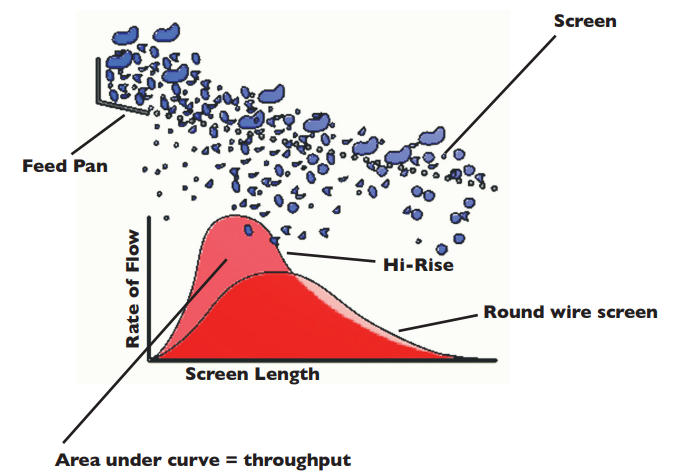 Screen
Feed Pan
Hi-Rise
Round wire screen
Rate of Flow
Screen Length
Area under curve = throughput